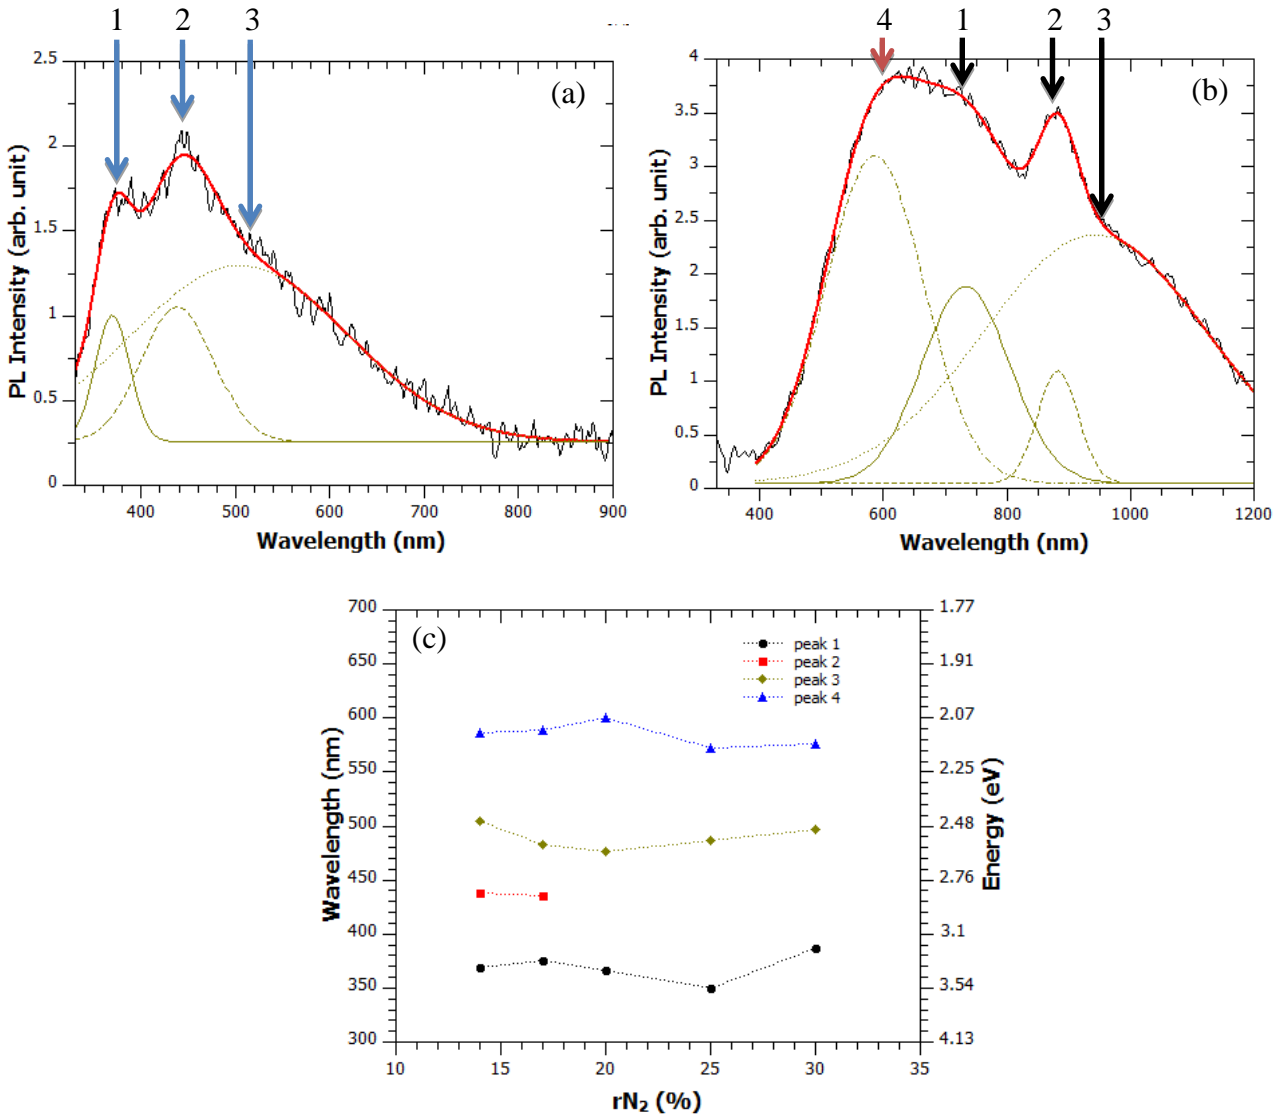 1 2 3
2.5
2
1.5
1
0.5
0
PL Intensity (arb. unit)
(a)
400 500 600 700 800 900
Wavelength (nm)
4 1 2 3
4
3.5
3
2.5
2
1.5
1
0.5
0
PL Intensity (arb. unit)
(b)
400 600 800 1000 1200
Wavelength (nm)
700
650
600
550
500
450
400
350
300
Wavelength (nm)
(c)
peak 1
peak 2
peak 3
peak 4
1.77
1.91
2.07
2.25
2.48
2.76
3.1
3.54
4.13
Energy (eV)
10 15 20 25 30 35
rN₂ (%)